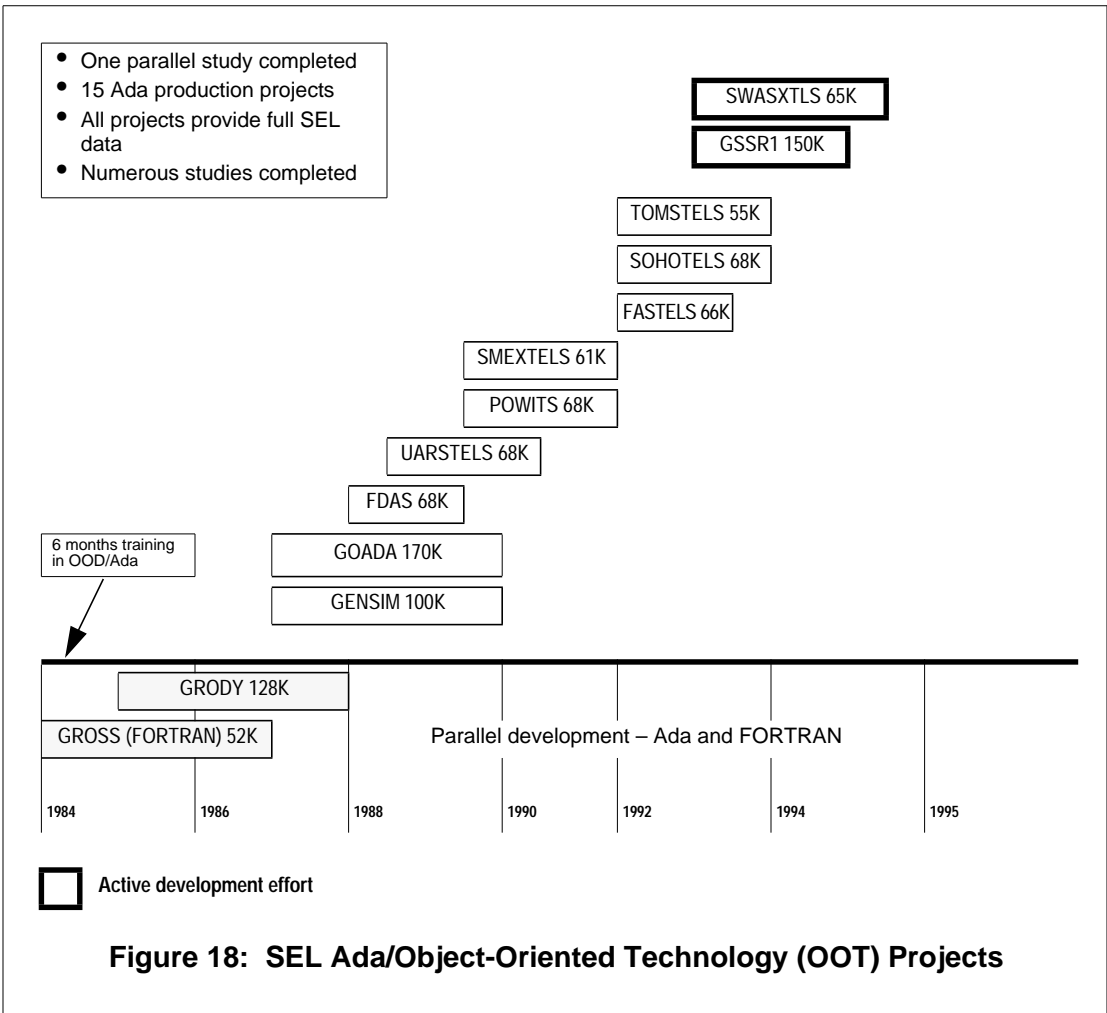 • One parallel study completed
• 15 Ada production projects
• All projects provide full SEL
data
• Numerous studies completed
SWASXTLS 65K
GSSR1 150K
TOMSTELS 55K
SOHOTELS 68K
FASTELS 66K
SMEXTELS 61K
POWITS 68K
UARSTELS 68K
FDAS 68K
6 months training
in OOD/Ada
GOADA 170K
GENSIM 100K
GRODY 128K
GROSS (FORTRAN) 52K
Parallel development – Ada and FORTRAN
1984 1986 1988 1990 1992 1994 1995
Active development effort
Figure 18: SEL Ada/Object-Oriented Technology (OOT) Projects